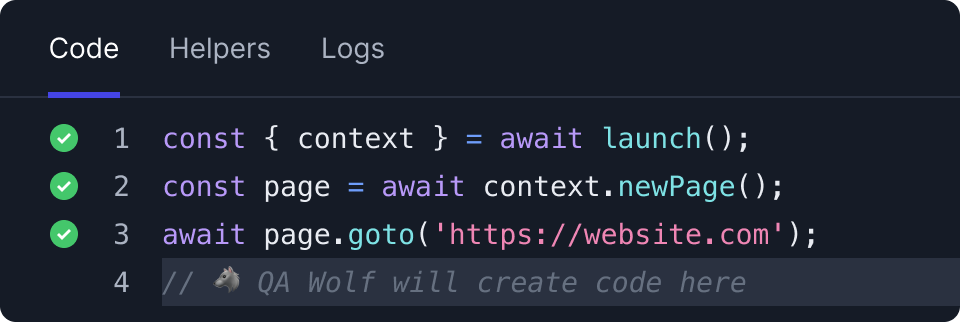 Code Helpers Logs
1 const { context } = await launch();
2 const page = await context.newPage();
3 await page.goto('https://website.com');
4 // 🐺 QA Wolf will create code here